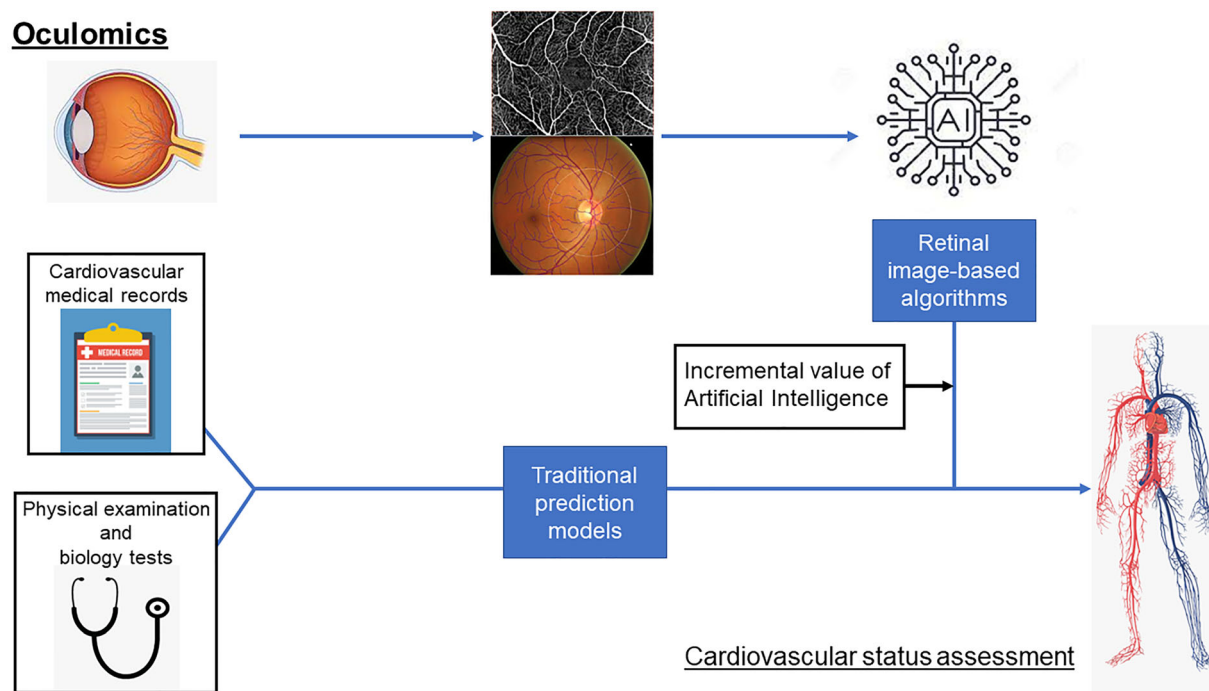 Oculomics
AI
Cardiovascular
medical records
MEDICAL RECORD
Retinal
image-based
algorithms
Incremental value of
Artificial Intelligence
Traditional
prediction
models
Physical examination
and
biology tests
Cardiovascular status assessment